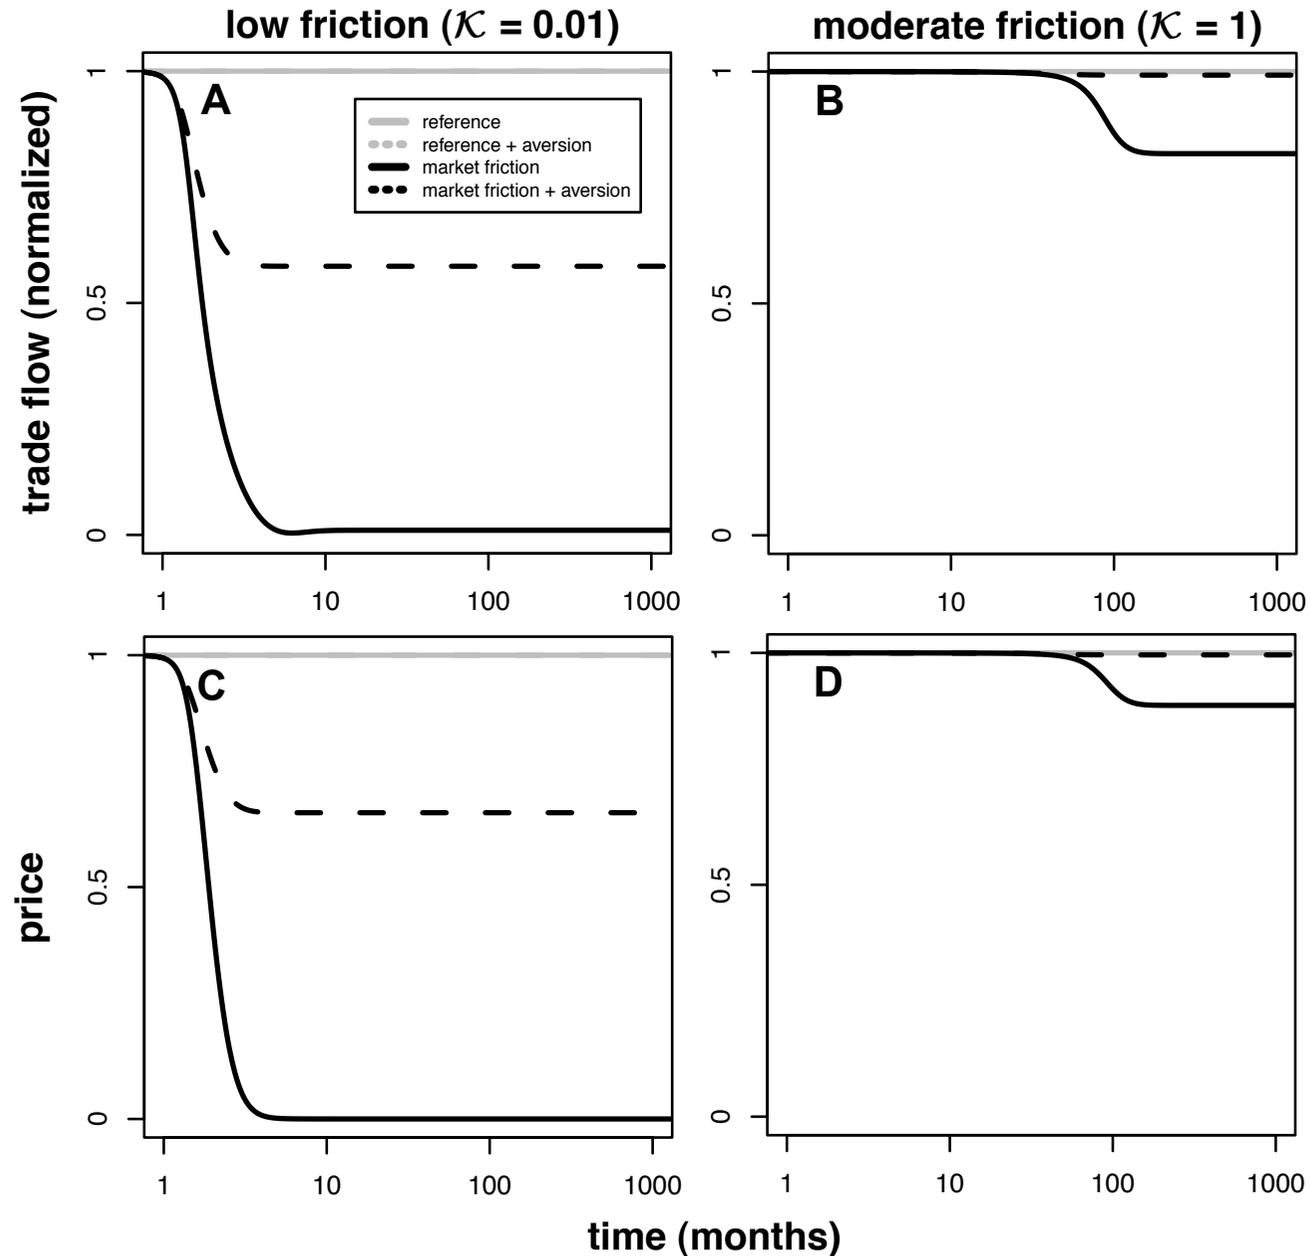 low friction (𝒦 = 0.01)
moderate friction (𝒦 = 1)
trade flow (normalized)
1
0.5
0
A
reference
reference + aversion
market friction
market friction + aversion
1
10
100
1000
1
0.5
0
B
1
10
100
1000
price
1
0.5
0
C
1
10
100
1000
1
0.5
0
D
1
10
100
1000
time (months)